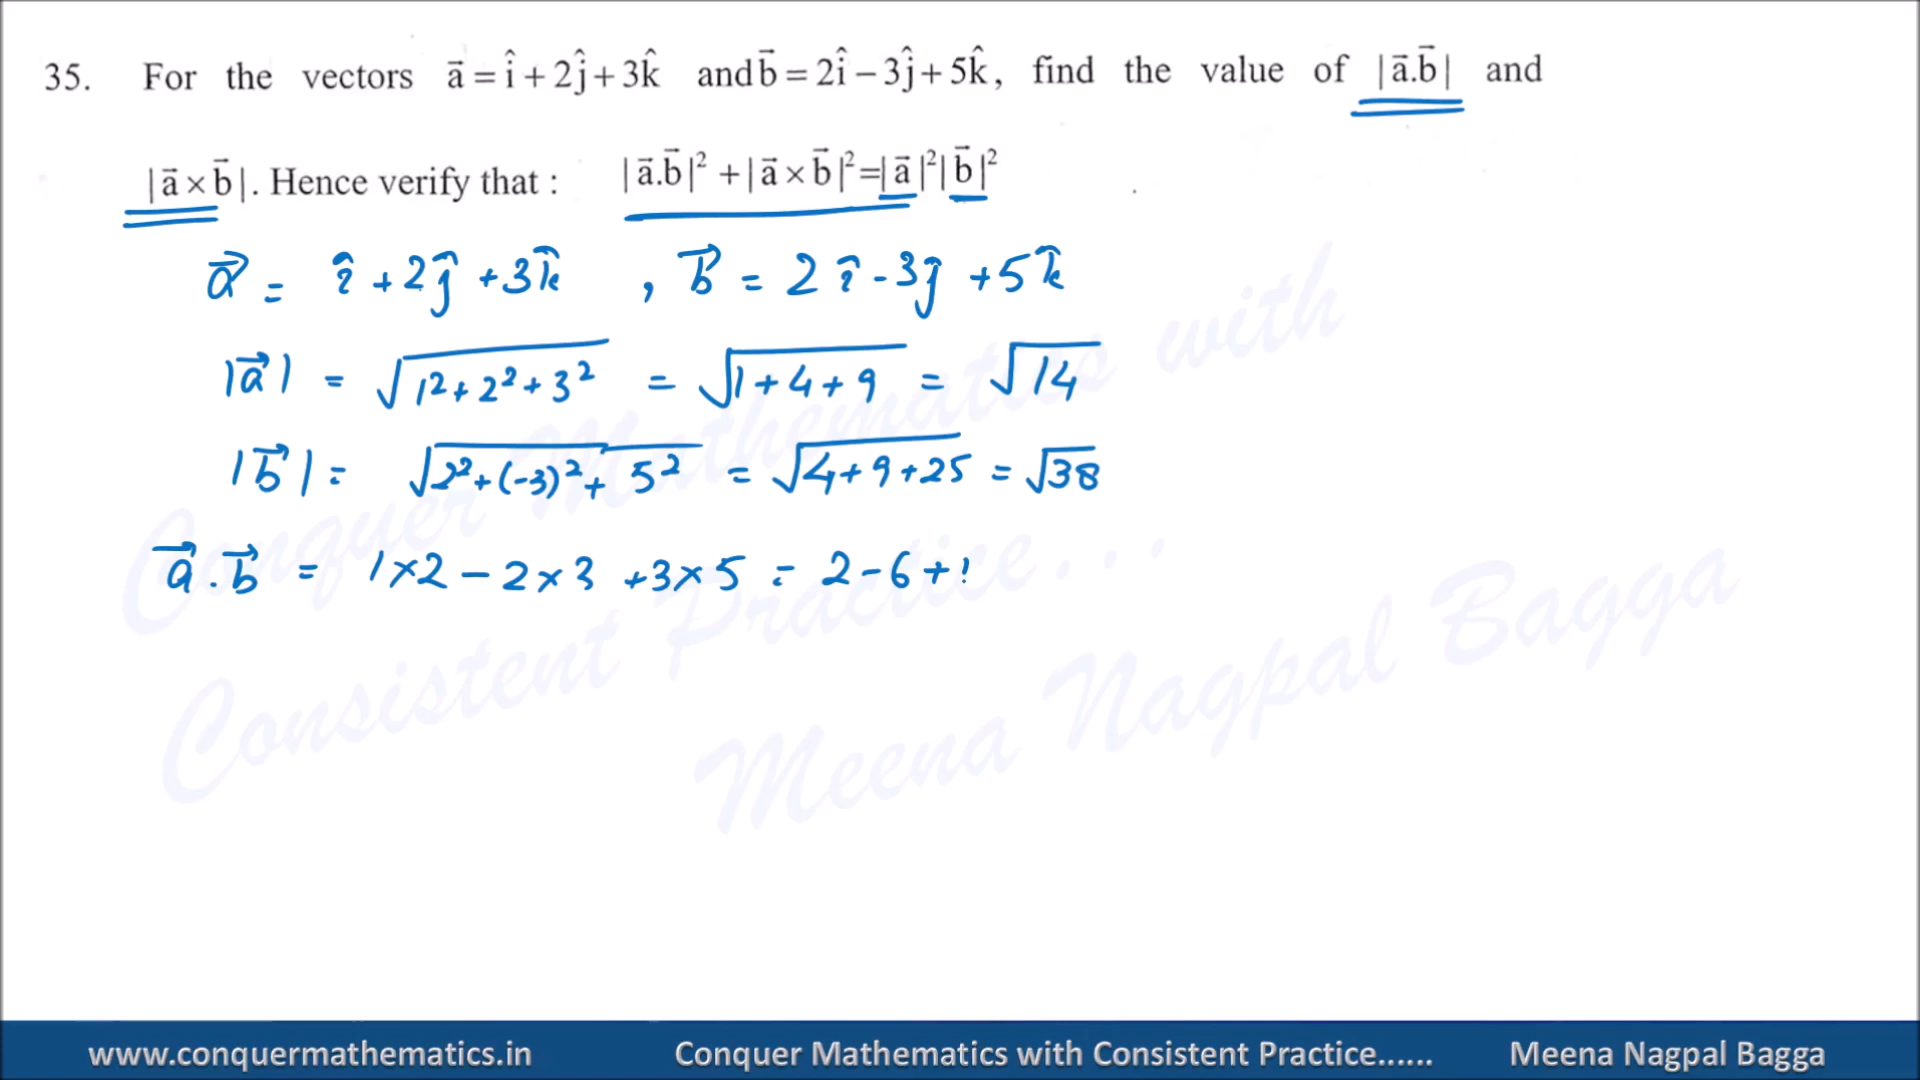 35. For the vectors a⃗ = î + 2ĵ + 3k̂ and b⃗ = 2î − 3ĵ + 5k̂, find the value of |a⃗.b⃗| and
|a⃗ × b⃗|. Hence verify that : |a⃗.b⃗|² + |a⃗ × b⃗|² = |a⃗|²|b⃗|²
a⃗ = î + 2ĵ + 3k̂ , b⃗ = 2î - 3ĵ + 5k̂
|a⃗| = √(1² + 2² + 3²) = √(1 + 4 + 9) = √14
|b⃗| = √(2² + (-3)² + 5²) = √(4 + 9 + 25) = √38
a⃗ . b⃗ = 1 × 2 − 2 × 3 + 3 × 5 = 2 − 6 +
Conquer Mathematics with
Consistent Practice...
Meena Nagpal Bagga
www.conquermathematics.in Conquer Mathematics with Consistent Practice...... Meena Nagpal Bagga